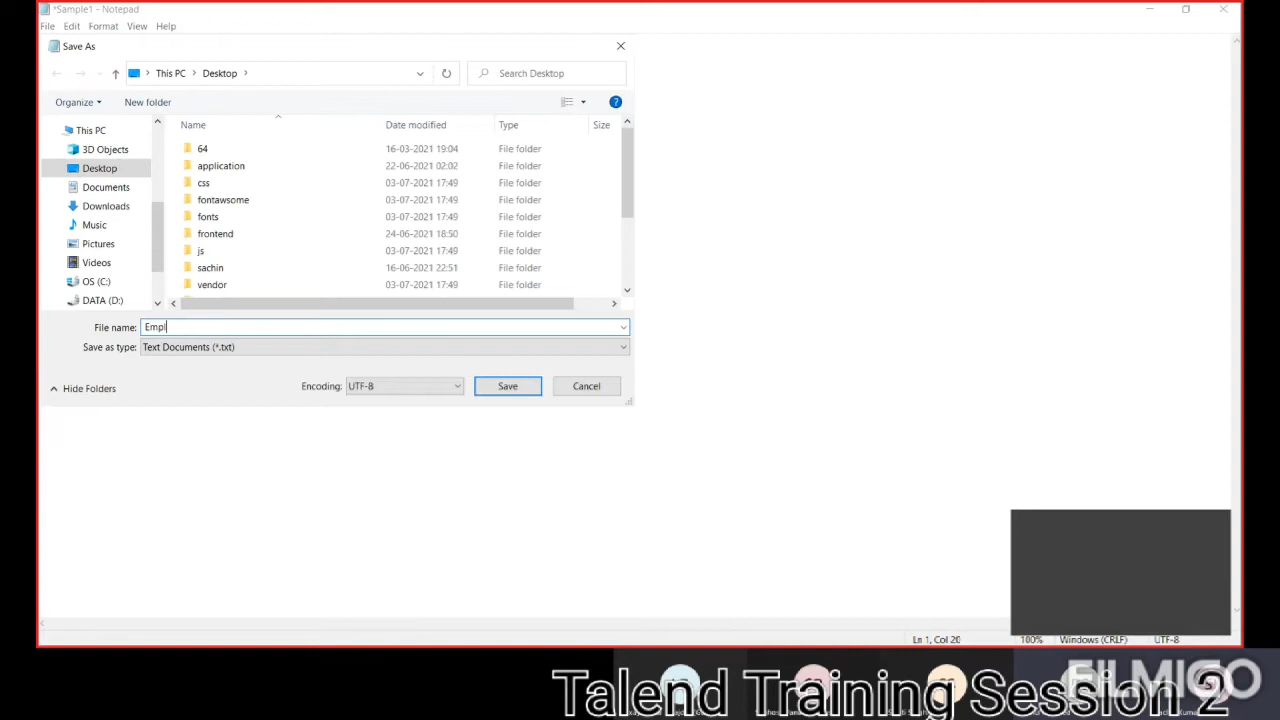 *Sample1 - Notepad
File Edit Format View Help
Save As
This PC Desktop
Search Desktop
Organize New folder
Name Date modified Type Size
This PC
3D Objects
Desktop
Documents
Downloads
Music
Pictures
Videos
OS (C:)
DATA (D:)
64 16-03-2021 19:04 File folder
application 22-06-2021 02:02 File folder
css 03-07-2021 17:49 File folder
fontawsome 03-07-2021 17:49 File folder
fonts 03-07-2021 17:49 File folder
frontend 24-06-2021 18:50 File folder
js 03-07-2021 17:49 File folder
sachin 16-06-2021 22:51 File folder
vendor 03-07-2021 17:49 File folder
File name: Empl
Save as type: Text Documents (*.txt)
Hide Folders
Encoding: UTF-8 Save Cancel
Ln 1, Col 20 100% Windows (CRLF) UTF-8
Talend Training Session 2
FILMIGO